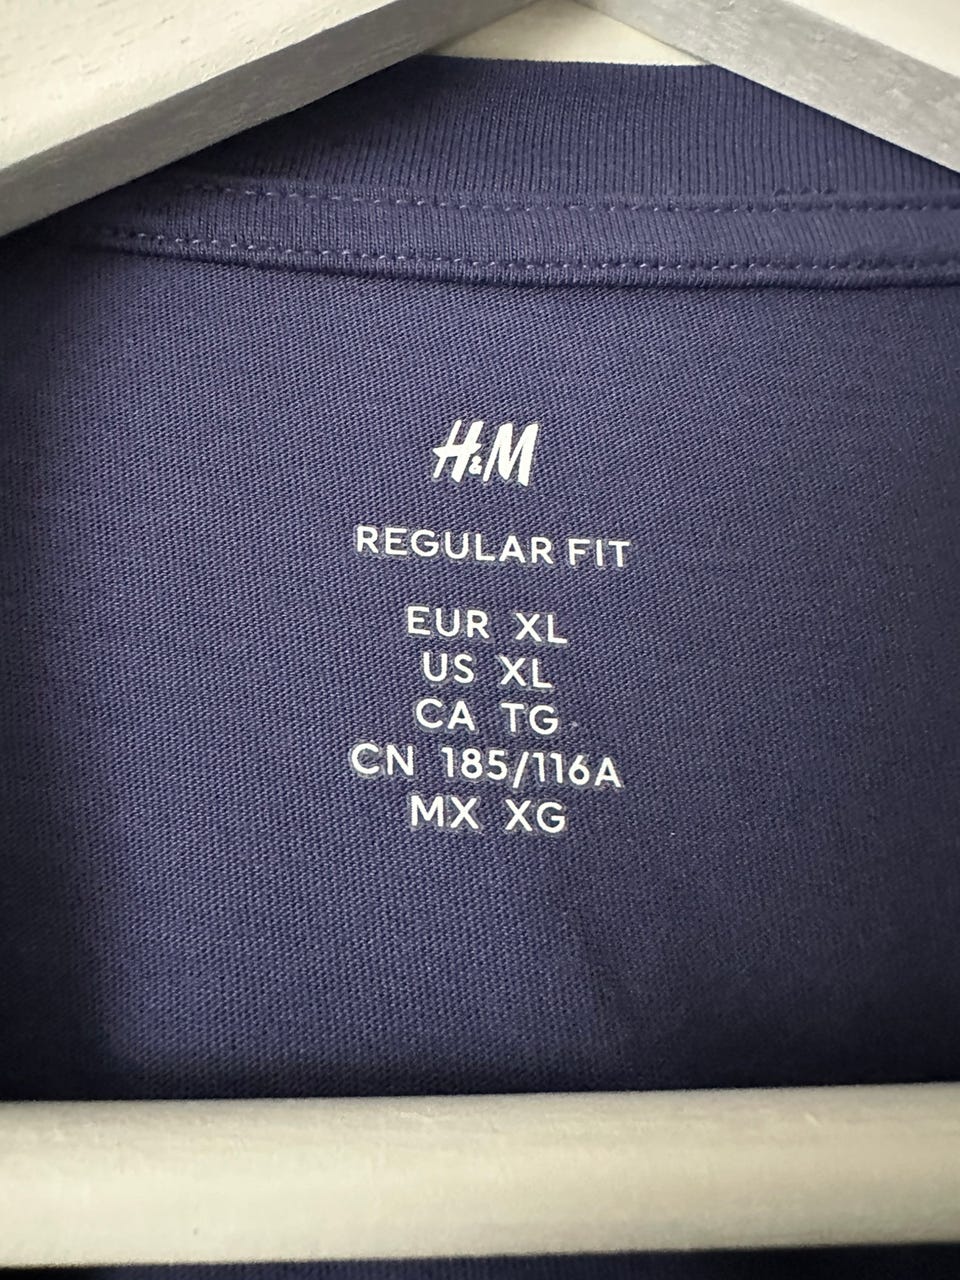 H&M
REGULAR FIT
EUR XL
US XL
CA TG
CN 185/116A
MX XG